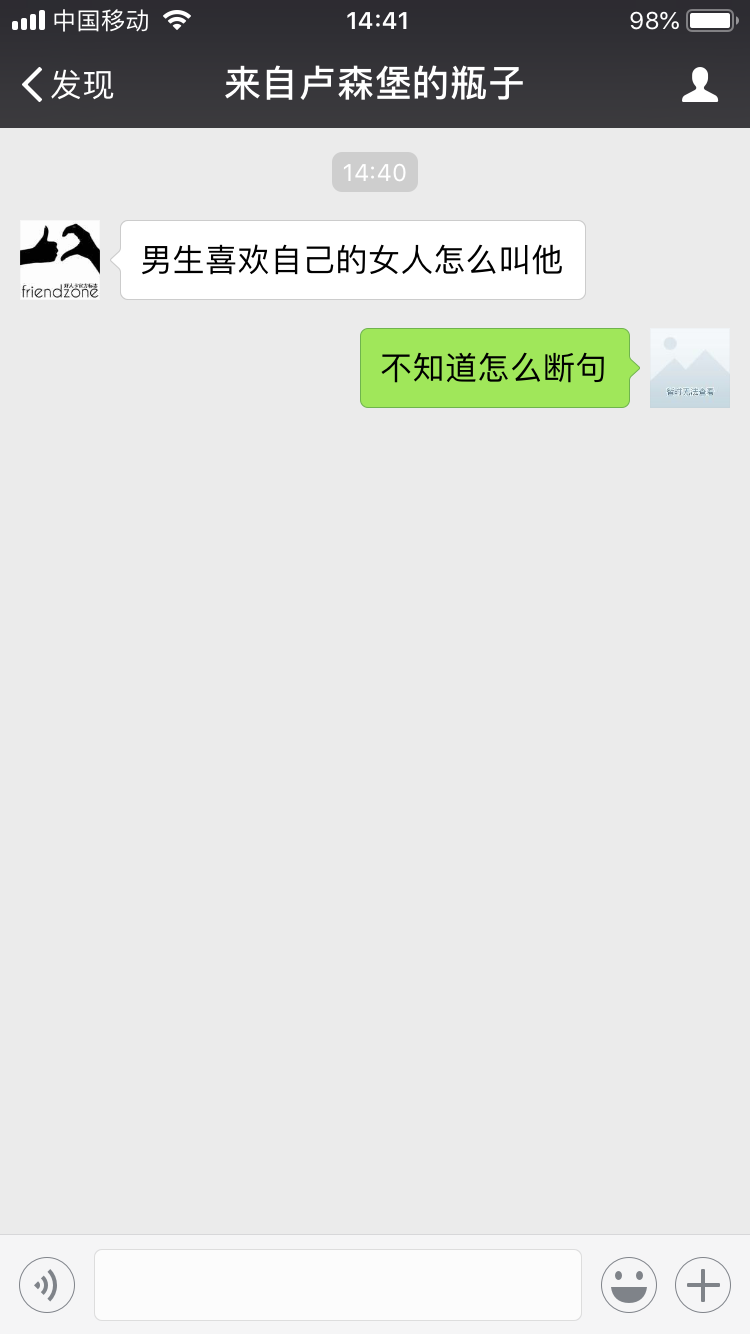 中国移动 14:41 98%
发现 来自卢森堡的瓶子
14:40
男生喜欢自己的女人怎么叫他
friendzone
不知道怎么断句
暂时无法查看